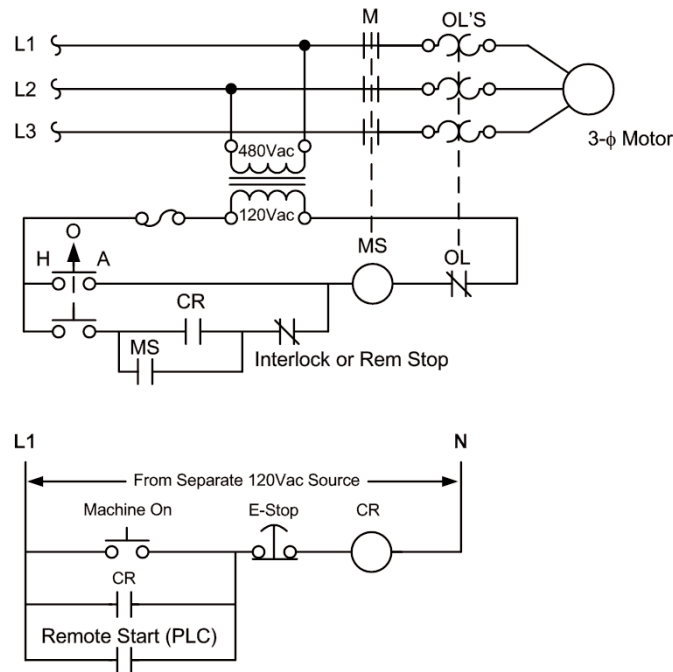 M OL'S
L1
L2
L3
3-ϕ Motor
480Vac
120Vac
O
H A MS OL
CR
MS
Interlock or Rem Stop
L1 N
From Separate 120Vac Source
Machine On E-Stop CR
CR
Remote Start (PLC)